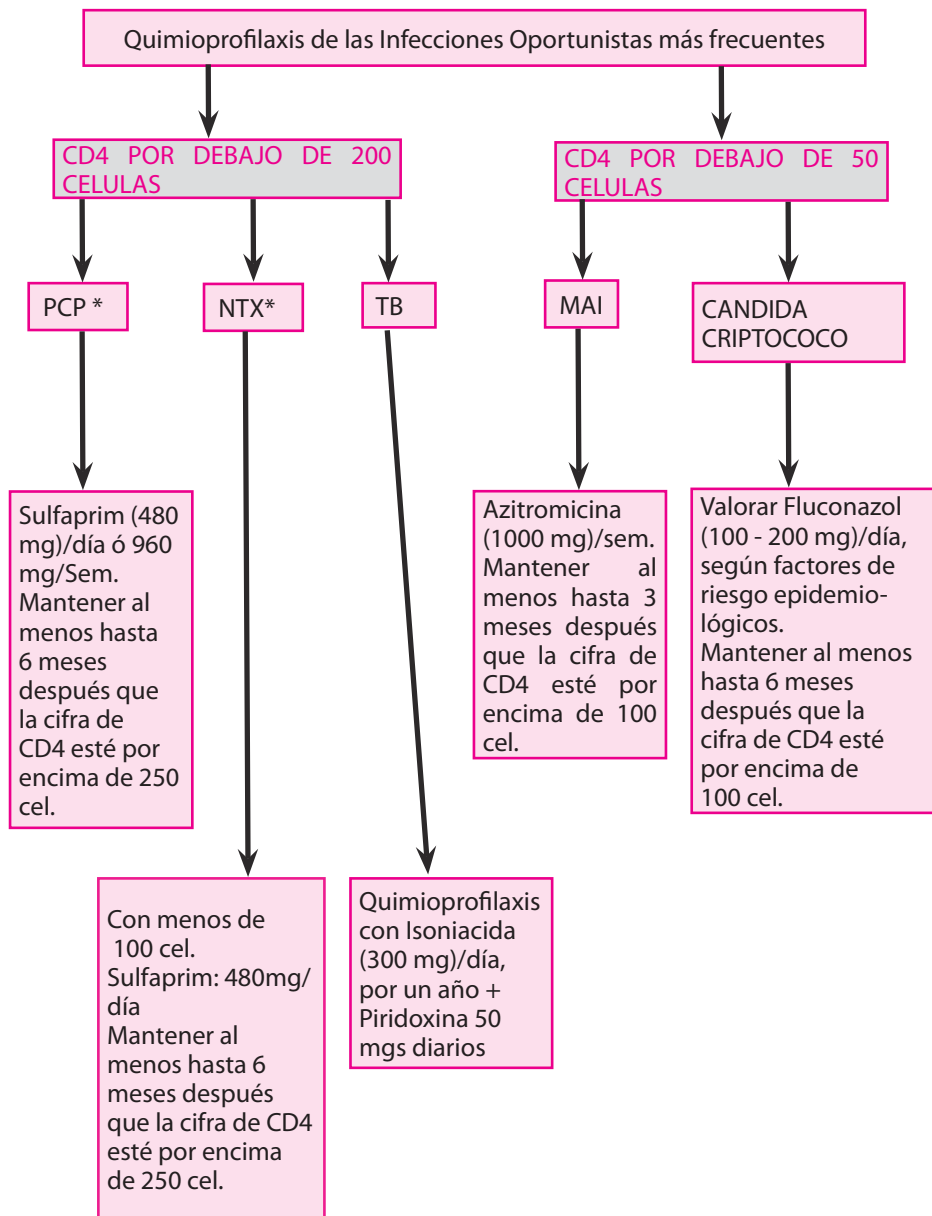 Quimioprofilaxis de las Infecciones Oportunistas más frecuentes
CD4 POR DEBAJO DE 200
CELULAS
CD4 POR DEBAJO DE 50
CELULAS
PCP *
NTX*
TB
MAI
CANDIDA
CRIPTOCOCO
Sulfaprim (480
mg)/día ó 960
mg/Sem.
Mantener al
menos hasta
6 meses
después que
la cifra de
CD4 esté por
encima de 250
cel.
Azitromicina
(1000 mg)/sem.
Mantener al
menos hasta 3
meses después
que la cifra de
CD4 esté por
encima de 100
cel.
Valorar Fluconazol
(100 - 200 mg)/día,
según factores de
riesgo epidemio-
lógicos.
Mantener al menos
hasta 6 meses
después que la
cifra de CD4 esté
por encima de
100 cel.
Con menos de
100 cel.
Sulfaprim: 480mg/
día
Mantener al
menos hasta 6
meses después
que la cifra de CD4
esté por encima
de 250 cel.
Quimioprofilaxis
con Isoniacida
(300 mg)/día,
por un año +
Piridoxina 50
mgs diarios